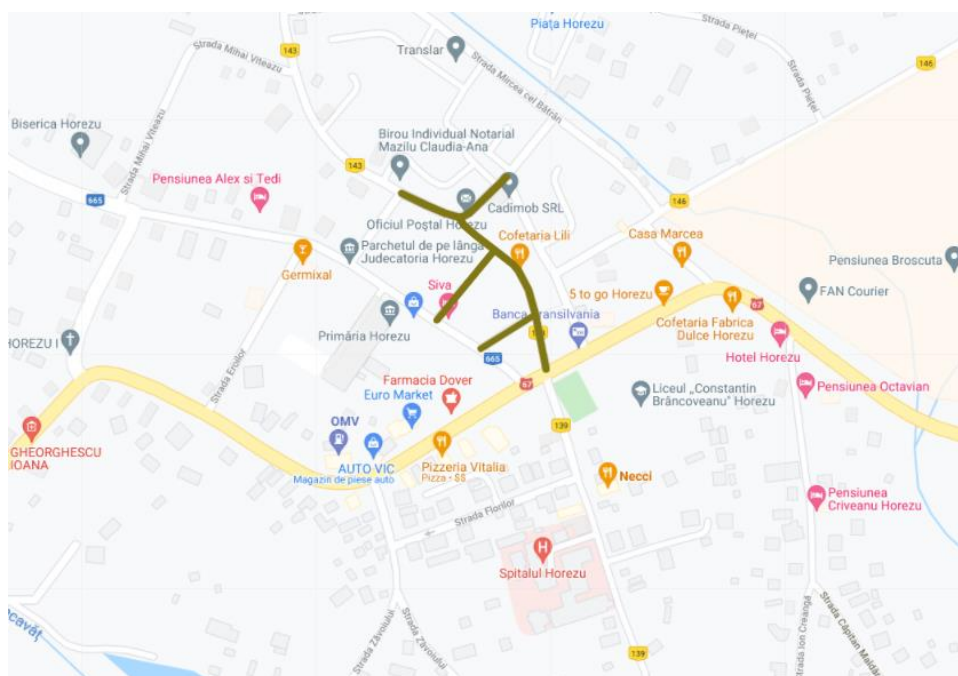 Piața Horezu
Strada Pieței
Translar
143
Strada Mihai Viteazu
Strada Mircea cel Bătrân
Strada Pieței
146
Biserica Horezu
Birou Individual Notarial
Mazilu Claudia-Ana
143
Strada Mihai Viteazu
Pensiunea Alex si Tedi
665
146
Cadimob SRL
Oficiul Poștal Horezu
Cofetaria Lili
Casa Marcea
Parchetul de pe lângă
Judecatoria Horezu
Pensiunea Broscuta
Germixal
Siva
5 to go Horezu
FAN Courier
67
Primăria Horezu
Banca Transilvania
Cofetaria Fabrica
Dulce Horezu
HOREZU I
665
Hotel Horezu
Strada Eroilor
Farmacia Dover
67
Liceul „Constantin
Brâncoveanu" Horezu
Pensiunea Octavian
Euro Market
OMV
139
GHEORGHESCU
IOANA
AUTO VIC
Magazin de piese auto
Pizzeria Vitalia
Pizza • $$
Necci
Pensiunea
Criveanu Horezu
Strada Florilor
Spitalul Horezu
Strada Zăvoiului
Strada Zăvoiului
Strada Ion Creangă
139